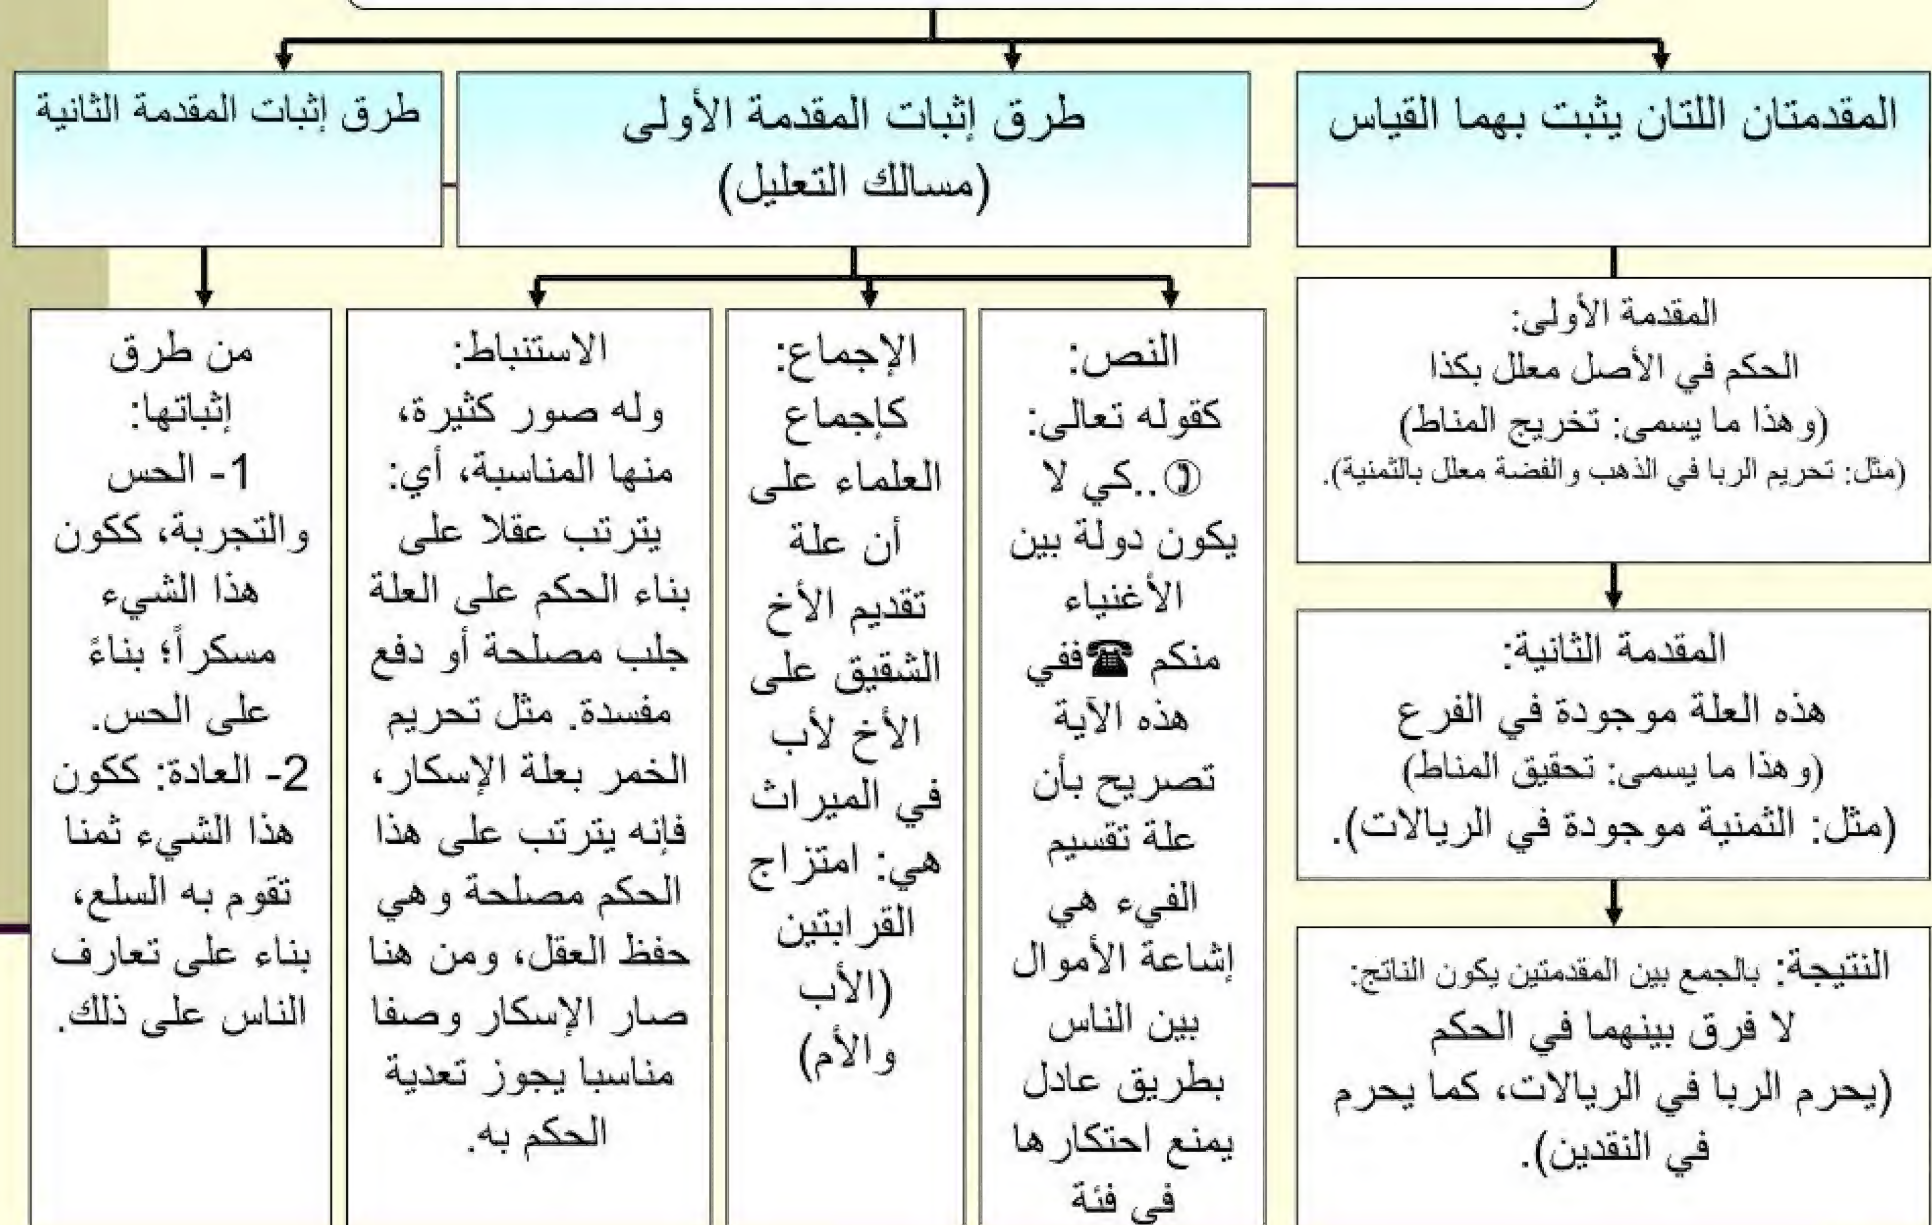 المقدمتان اللتان يثبت بهما القياس
طرق إثبات المقدمة الأولى
(مسالك التعليل)
طرق إثبات المقدمة الثانية
المقدمة الأولى:
الحكم في الأصل معلل بكذا
(وهذا ما يسمى: تخريج المناط)
(مثل: تحريم الربا في الذهب والفضة معلل بالثمنية).
المقدمة الثانية:
هذه العلة موجودة في الفرع
(وهذا ما يسمى: تحقيق المناط)
(مثل: الثمنية موجودة في الريالات).
النتيجة: بالجمع بين المقدمتين يكون الناتج:
لا فرق بينهما في الحكم
(يحرم الربا في الريالات، كما يحرم
في النقدين).
النص:
كقوله تعالى:
✆..كي لا
يكون دولة بين
الأغنياء
منكم ☎ففي
هذه الآية
تصريح بأن
علة تقسيم
الفيء هي
إشاعة الأموال
بين الناس
بطريق عادل
يمنع احتكارها
في فئة
الإجماع:
كإجماع
العلماء على
أن علة
تقديم الأخ
الشقيق على
الأخ لأب
في الميراث
هي: امتزاج
القرابتين
(الأب
والأم)
الاستنباط:
وله صور كثيرة،
منها المناسبة، أي:
يترتب عقلا على
بناء الحكم على العلة
جلب مصلحة أو دفع
مفسدة. مثل تحريم
الخمر بعلة الإسكار،
فإنه يترتب على هذا
الحكم مصلحة وهي
حفظ العقل، ومن هنا
صار الإسكار وصفا
مناسبا يجوز تعدية
الحكم به.
من طرق
إثباتها:
1- الحس
والتجربة، ككون
هذا الشيء
مسكراً؛ بناءً
على الحس.
2- العادة: ككون
هذا الشيء ثمنا
تقوم به السلع،
بناء على تعارف
الناس على ذلك.